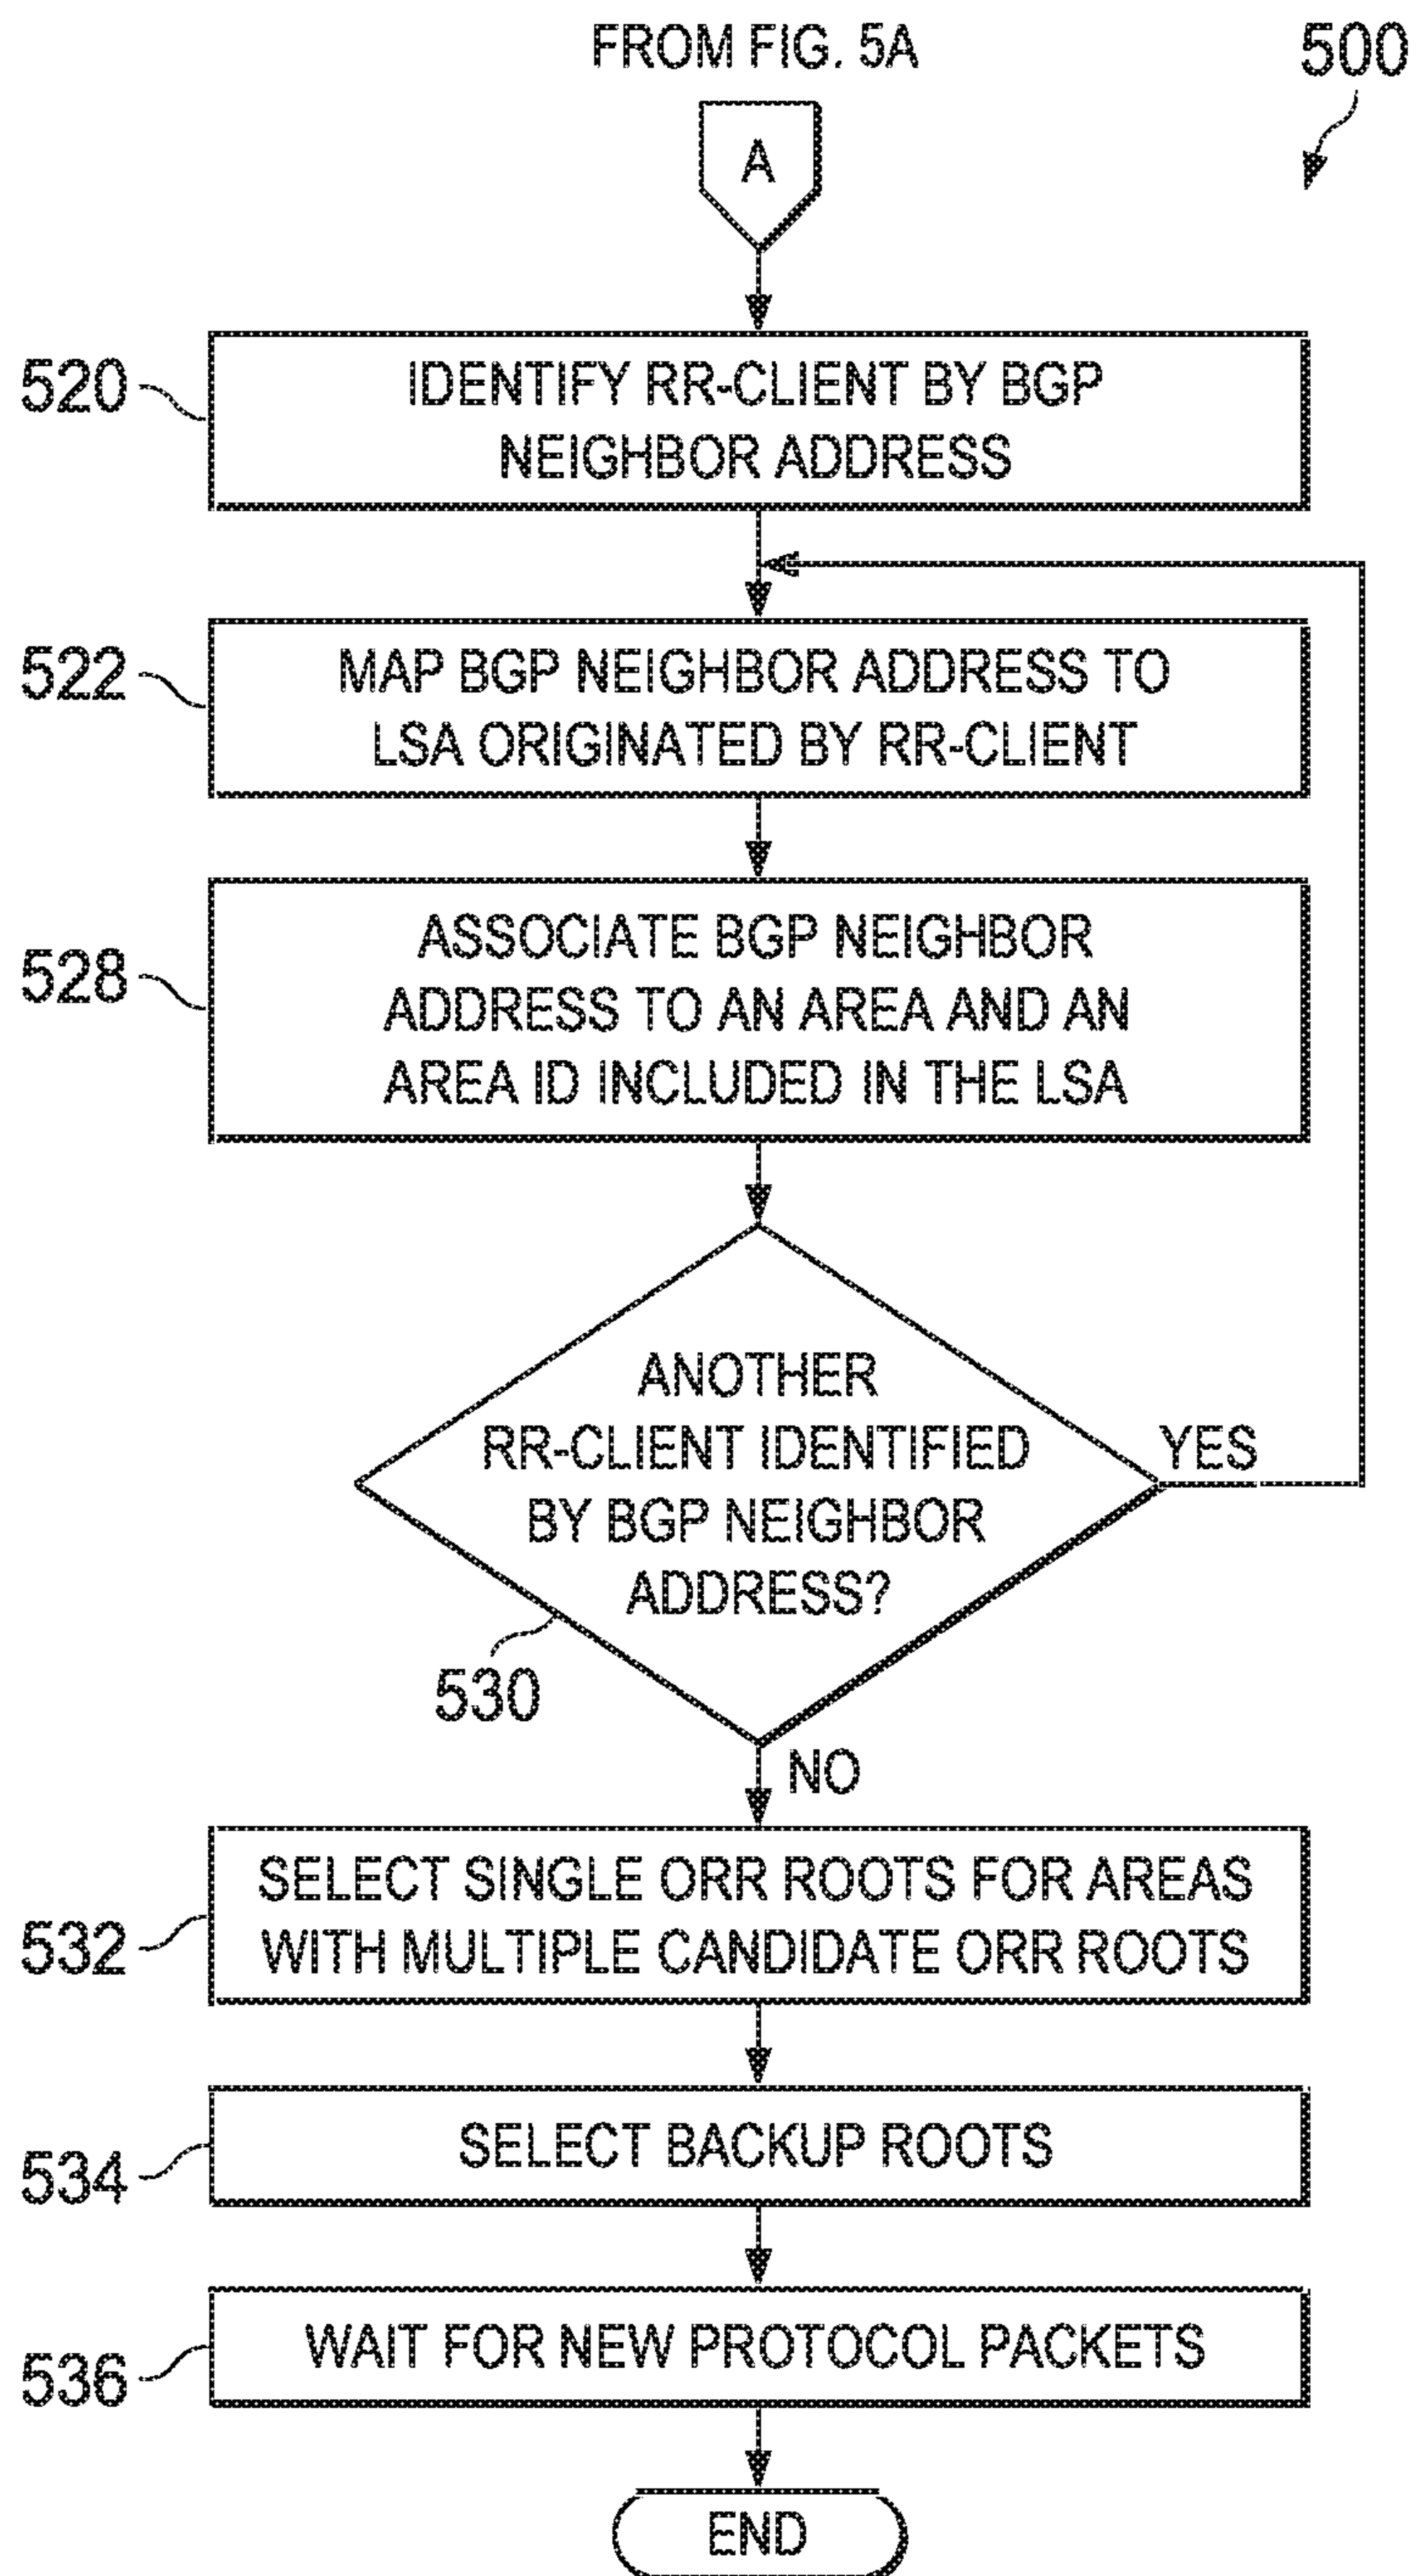 FROM FIG. 5A
500
A
520
IDENTIFY RR-CLIENT BY BGP
NEIGHBOR ADDRESS
522
MAP BGP NEIGHBOR ADDRESS TO
LSA ORIGINATED BY RR-CLIENT
528
ASSOCIATE BGP NEIGHBOR
ADDRESS TO AN AREA AND AN
AREA ID INCLUDED IN THE LSA
ANOTHER
RR-CLIENT IDENTIFIED
BY BGP NEIGHBOR
ADDRESS?
YES
530
NO
532
SELECT SINGLE ORR ROOTS FOR AREAS
WITH MULTIPLE CANDIDATE ORR ROOTS
534
SELECT BACKUP ROOTS
536
WAIT FOR NEW PROTOCOL PACKETS
END